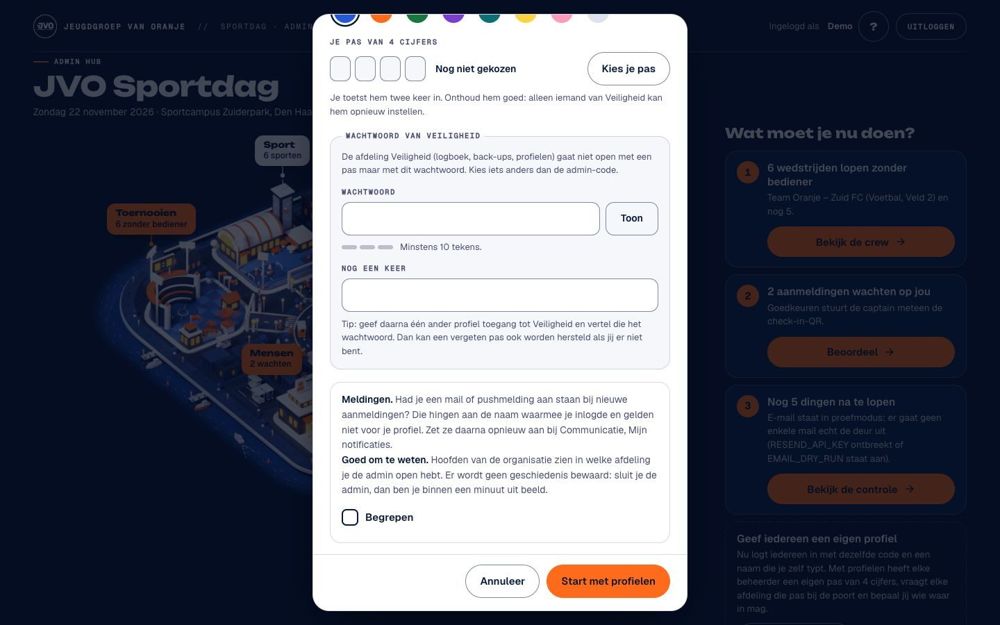 JVO JEUGDGROEP VAN ORANJE // SPORTDAG · ADMIN
Ingelogd als Demo ? UITLOGGEN
ADMIN HUB
JVO Sportdag
Zondag 22 november 2026 · Sportcampus Zuiderpark, Den Haa
Sport
6 sporten
Toernooien
6 zonder bediener
Mensen
2 wachten
JE PAS VAN 4 CIJFERS
Nog niet gekozen
Kies je pas
Je toetst hem twee keer in. Onthoud hem goed: alleen iemand van Veiligheid kan
hem opnieuw instellen.
WACHTWOORD VAN VEILIGHEID
De afdeling Veiligheid (logboek, back-ups, profielen) gaat niet open met een
pas maar met dit wachtwoord. Kies iets anders dan de admin-code.
WACHTWOORD
Toon
Minstens 10 tekens.
NOG EEN KEER
Tip: geef daarna één ander profiel toegang tot Veiligheid en vertel die het
wachtwoord. Dan kan een vergeten pas ook worden hersteld als jij er niet
bent.
Meldingen. Had je een mail of pushmelding aan staan bij nieuwe
aanmeldingen? Die hingen aan de naam waarmee je inlogde en gelden
niet voor je profiel. Zet ze daarna opnieuw aan bij Communicatie, Mijn
notificaties.
Goed om te weten. Hoofden van de organisatie zien in welke afdeling
je de admin open hebt. Er wordt geen geschiedenis bewaard: sluit je de
admin, dan ben je binnen een minuut uit beeld.
Begrepen
Annuleer
Start met profielen
Wat moet je nu doen?
1
6 wedstrijden lopen zonder
bediener
Team Oranje – Zuid FC (Voetbal, Veld 2) en
nog 5.
Bekijk de crew →
2
2 aanmeldingen wachten op jou
Goedkeuren stuurt de captain meteen de
check-in-QR.
Beoordeel →
3
Nog 5 dingen na te lopen
E-mail staat in proefmodus: er gaat geen
enkele mail echt de deur uit
(RESEND_API_KEY ontbreekt of
EMAIL_DRY_RUN staat aan).
Bekijk de controle →
Geef iedereen een eigen profiel
Nu logt iedereen in met dezelfde code en een
naam die je zelf typt. Met profielen heeft elke
beheerder een eigen pas van 4 cijfers, vraagt elke
afdeling die pas bij de poort en bepaal jij wie waar
in mag.